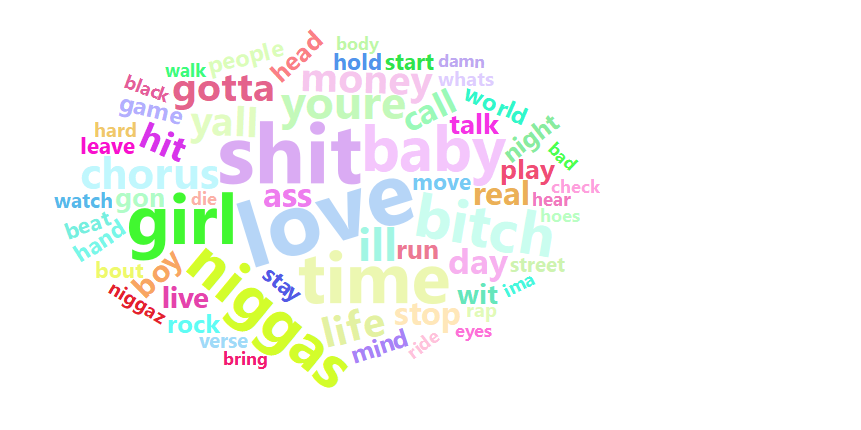 body
people
head
hold
start
damn
walk
black
gotta
money
whats
game
yall
youre
call
world
hard
hit
shit
baby
talk
night
leave
chorus
ass
move
play
bad
watch
gon
die
love
real
check
hear
beat
girl
bitch
hoes
hand
boy
ill
run
day
street
bout
niggas
stay
time
wit
ima
niggaz
live
life
stop
rap
rock
mind
ride
eyes
verse
bring